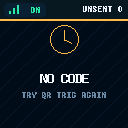 ON UNSENT 0
NO CODE
TRY QR TRIG AGAIN